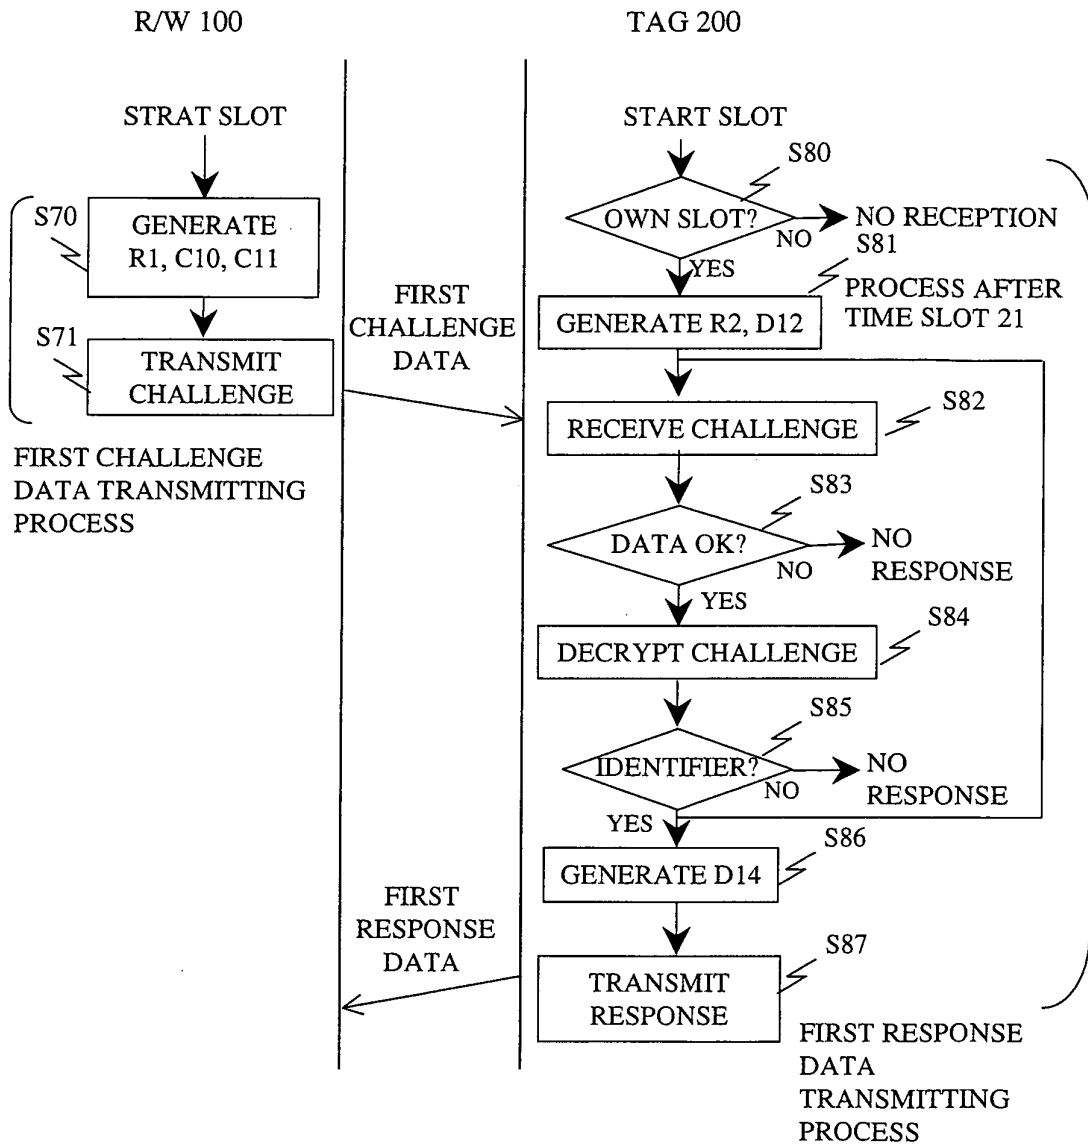 R/W 100
TAG 200
STRAT SLOT
START SLOT
S80
S70
GENERATE
R1, C10, C11
OWN SLOT?
NO
NO RECEPTION
YES
S81
FIRST
CHALLENGE
DATA
PROCESS AFTER
TIME SLOT 21
GENERATE R2, D12
S71
TRANSMIT
CHALLENGE
S82
RECEIVE CHALLENGE
FIRST CHALLENGE
DATA TRANSMITTING
PROCESS
S83
DATA OK?
NO
NO
RESPONSE
YES
S84
DECRYPT CHALLENGE
S85
IDENTIFIER?
NO
NO
RESPONSE
YES
S86
GENERATE D14
FIRST
RESPONSE
DATA
S87
TRANSMIT
RESPONSE
FIRST RESPONSE
DATA
TRANSMITTING
PROCESS